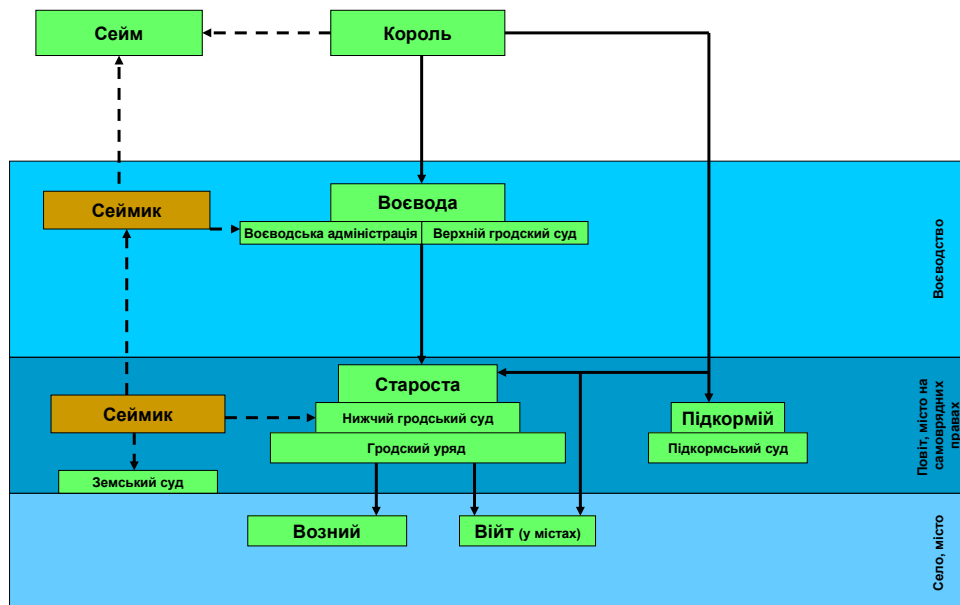 Сейм
Король
Сеймик
Воєвода
Воєводська адміністрація
Верхній гродский суд
Воєводство
Староста
Сеймик
Нижчий гродський суд
Підкормій
Гродский уряд
Підкормський суд
Земський суд
Повіт, місто на
самоврядних
правах
Возний
Війт (у містах)
Село, місто